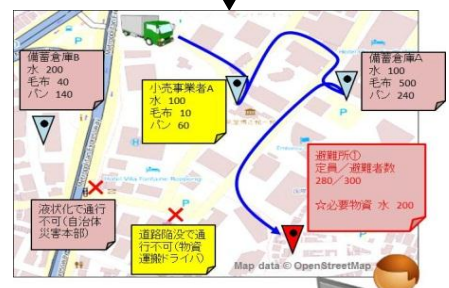 備蓄倉庫B
水 200
毛布 40
パン 140
小売事業者A
水 100
毛布 10
パン 60
備蓄倉庫A
水 100
毛布 500
パン 240
避難所①
定員／避難者数
280／300
☆必要物資 水 200
液状化で通行
不可(自治体
災害本部)
道路陥没で通
行不可(物資
運搬ドライバ)
Map data © OpenStreetMap